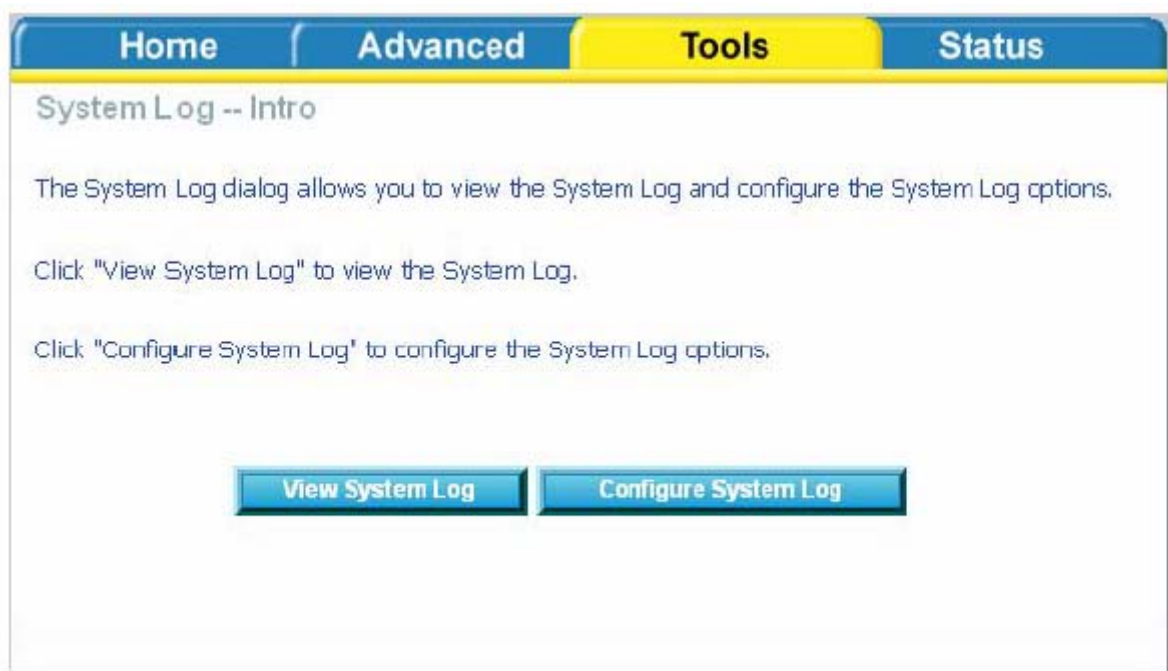 Home Advanced Tools Status
System Log -- Intro
The System Log dialog allows you to view the System Log and configure the System Log options.
Click "View System Log" to view the System Log.
Click "Configure System Log" to configure the System Log options.
View System Log Configure System Log